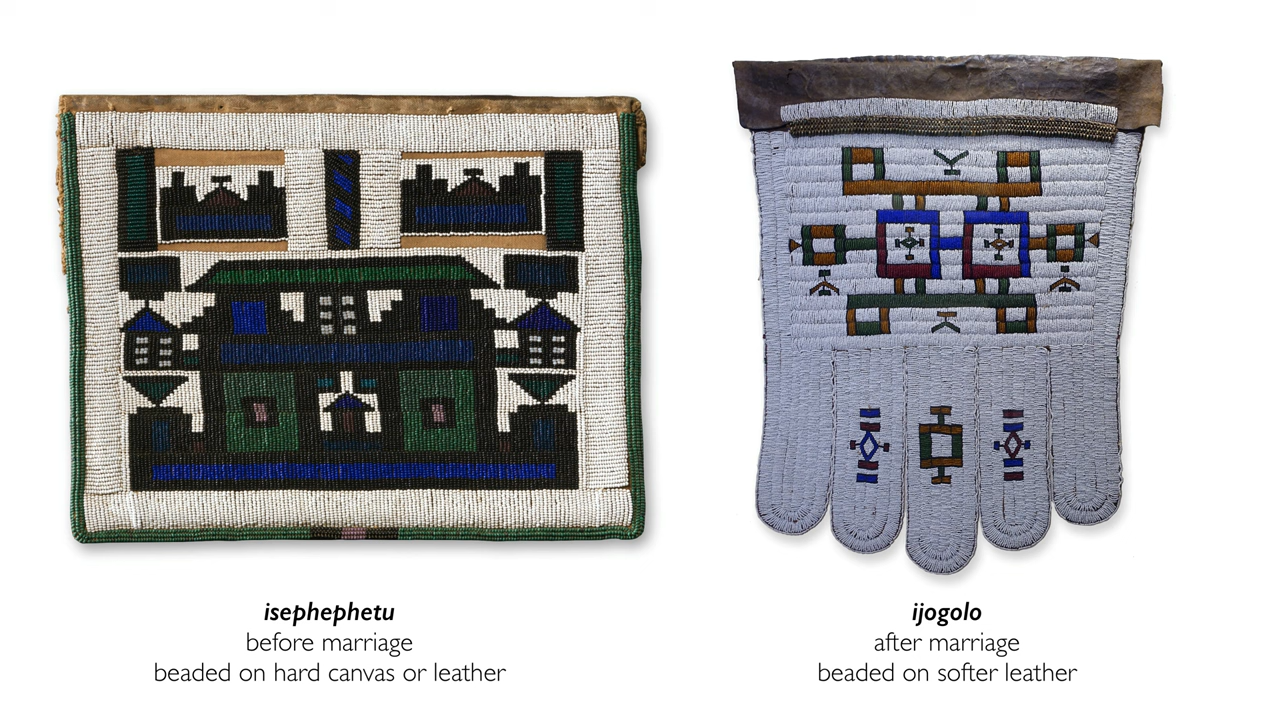 isephephetu
before marriage
beaded on hard canvas or leather
ijogolo
after marriage
beaded on softer leather